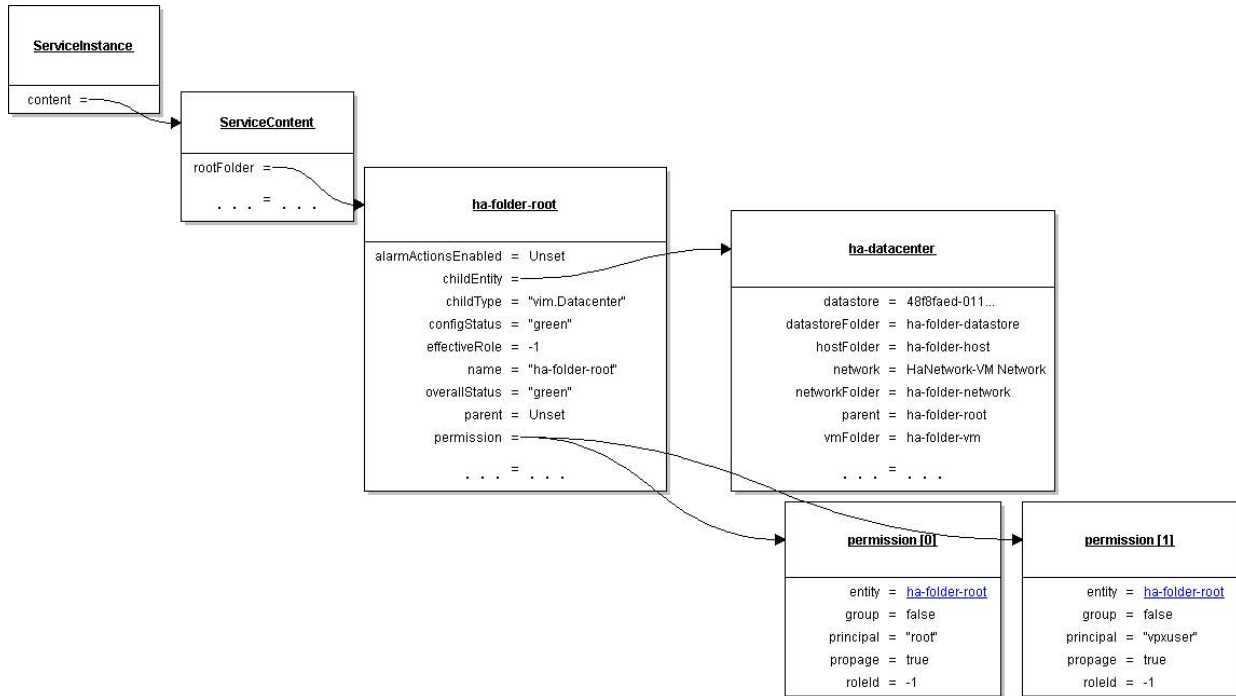 ServiceInstance
content =
ServiceContent
rootFolder =
. . . = . . .
ha-folder-root
alarmActionsEnabled = Unset
childEntity =
childType = "vim.Datacenter"
configStatus = "green"
effectiveRole = -1
name = "ha-folder-root"
overallStatus = "green"
parent = Unset
permission =
. . . = . . .
ha-datacenter
datastore = 48f8faed-011...
datastoreFolder = ha-folder-datastore
hostFolder = ha-folder-host
network = HaNetwork-VM Network
networkFolder = ha-folder-network
parent = ha-folder-root
vmFolder = ha-folder-vm
. . . = . . .
permission [0]
entity = ha-folder-root
group = false
principal = "root"
propage = true
roleId = -1
permission [1]
entity = ha-folder-root
group = false
principal = "vpxuser"
propage = true
roleId = -1